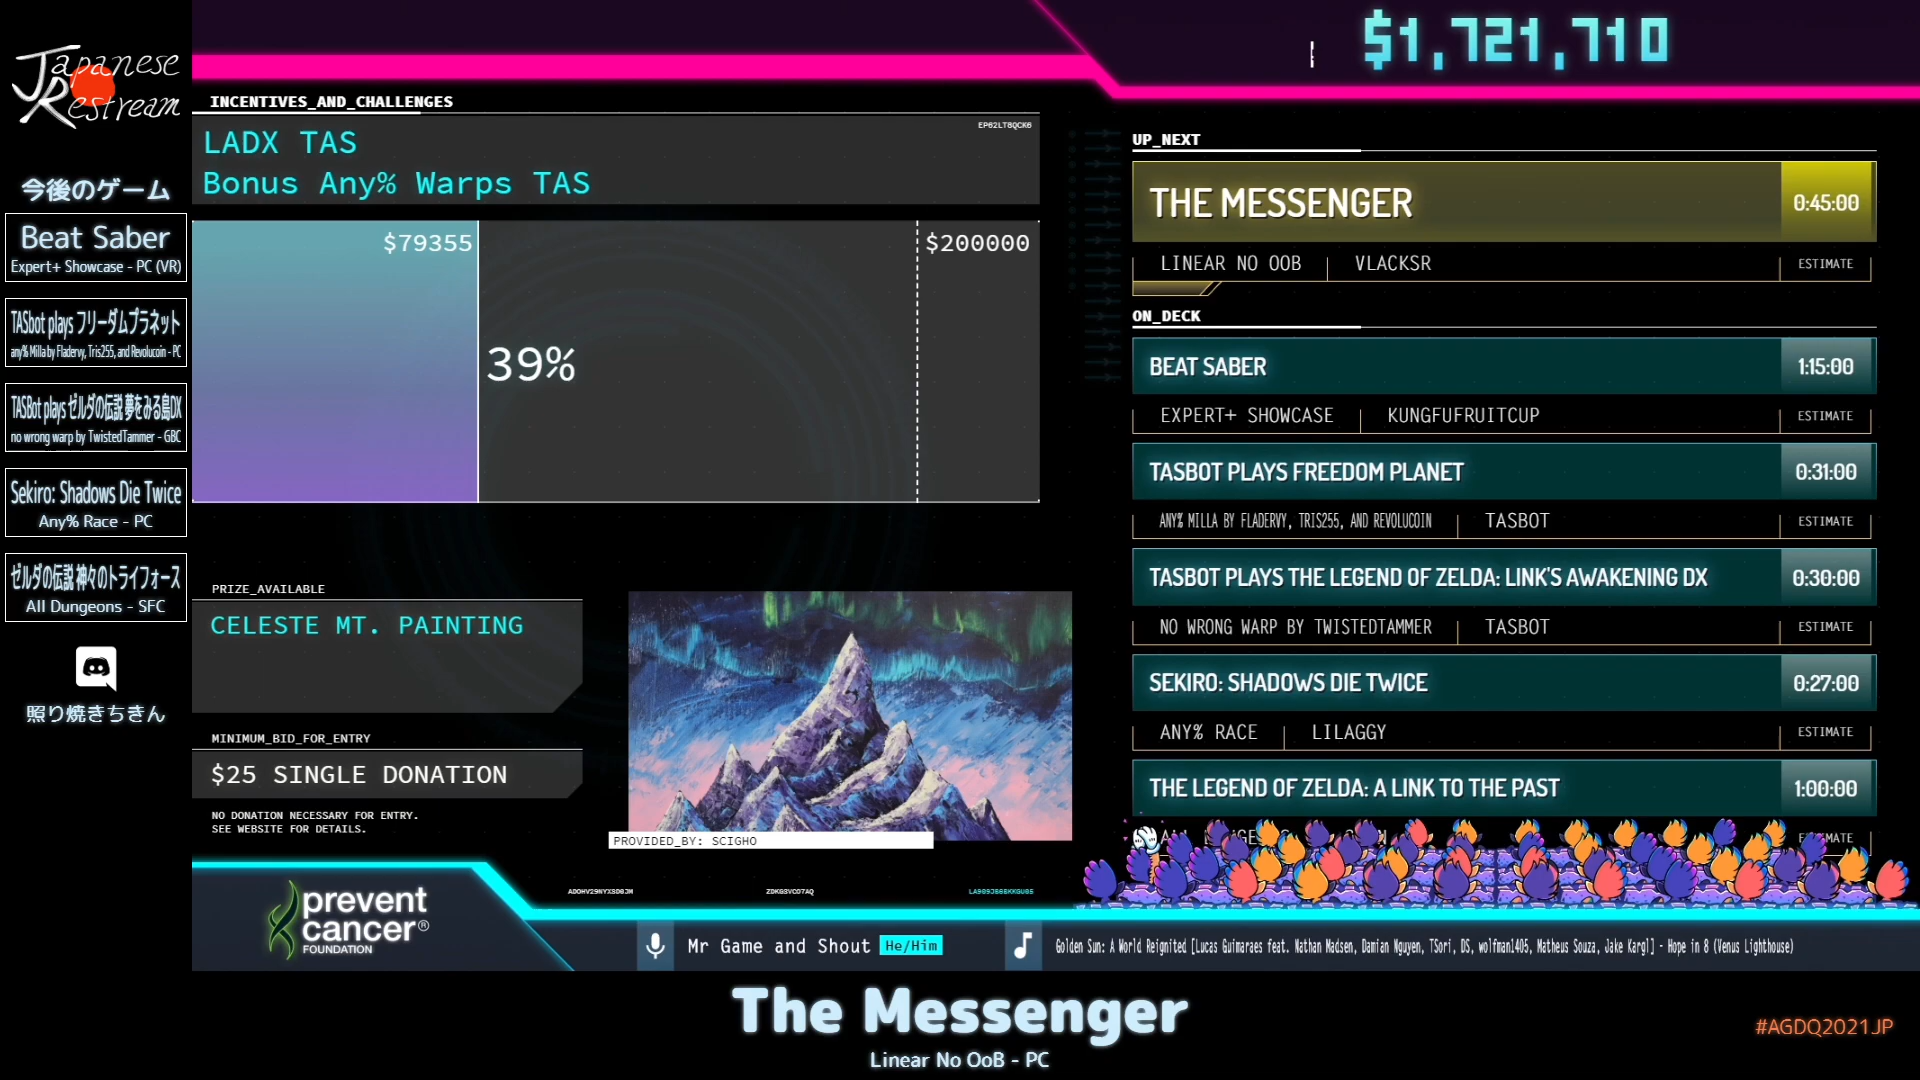 Japanese
Restream
今後のゲーム
Beat Saber
Expert+ Showcase - PC (VR)
TASbot plays フリーダムプラネット
any% Milla by Fladervy, Tris255, and Revolucoin - PC
TASBot plays ゼルダの伝説 夢をみる島DX
no wrong warp by TwistedTammer - GBC
Sekiro: Shadows Die Twice
Any% Race - PC
ゼルダの伝説 神々のトライフォース
All Dungeons - SFC
照り焼きちきん
$1,721,710
INCENTIVES_AND_CHALLENGES
LADX TAS
Bonus Any% Warps TAS
$79355
$200000
39%
PRIZE_AVAILABLE
CELESTE MT. PAINTING
MINIMUM_BID_FOR_ENTRY
$25 SINGLE DONATION
NO DONATION NECESSARY FOR ENTRY.
SEE WEBSITE FOR DETAILS.
PROVIDED_BY: SCIGHO
UP_NEXT
THE MESSENGER
0:45:00
LINEAR NO OOB
VLACKSR
ESTIMATE
ON_DECK
BEAT SABER
1:15:00
EXPERT+ SHOWCASE
KUNGFUFRUITCUP
ESTIMATE
TASBOT PLAYS FREEDOM PLANET
0:31:00
ANY% MILLA BY FLADERVY, TRIS255, AND REVOLUCOIN
TASBOT
ESTIMATE
TASBOT PLAYS THE LEGEND OF ZELDA: LINK'S AWAKENING DX
0:30:00
NO WRONG WARP BY TWISTEDTAMMER
TASBOT
ESTIMATE
SEKIRO: SHADOWS DIE TWICE
0:27:00
ANY% RACE
LILAGGY
ESTIMATE
THE LEGEND OF ZELDA: A LINK TO THE PAST
1:00:00
prevent
cancer®
FOUNDATION
Mr Game and Shout He/Him
Golden Sun: A World Reignited [Lucas Guimaraes feat. Nathan Madsen, Damian Nguyen, TSori, DS, wolfman1405, Matheus Souza, Jake Karg] - Hope in 8 (Venus Lighthouse)
The Messenger
Linear No OoB - PC
#AGDQ2021JP